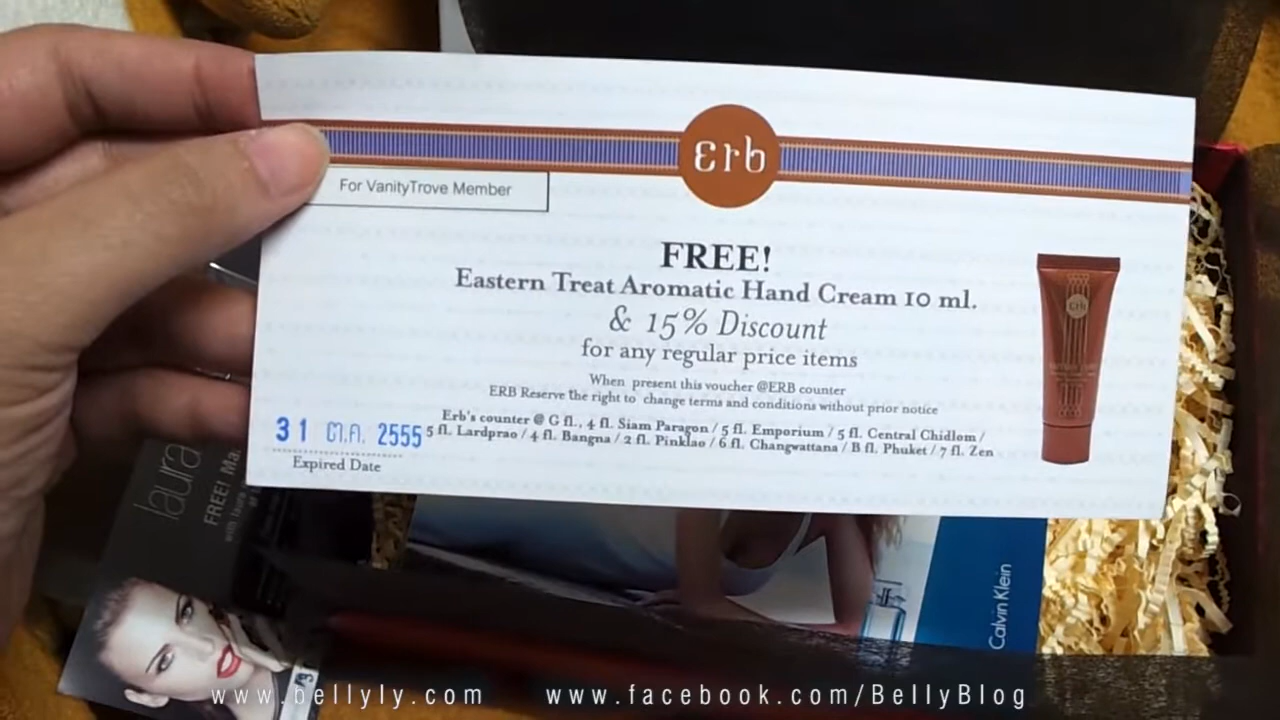 Erb
For VanityTrove Member
FREE!
Eastern Treat Aromatic Hand Cream 10 ml.
& 15% Discount
for any regular price items
When present this voucher @ERB counter
ERB Reserve the right to change terms and conditions without prior notice
Erb's counter @ G fl., 4 fl. Siam Paragon / 5 fl. Emporium / 5 fl. Central Chidlom /
5 fl. Lardprao / 4 fl. Bangna / 2 fl. Pinklao / 6 fl. Changwattana / B fl. Phuket / 7 fl. Zen
31 ต.ค. 2555
Expired Date
Erb
laura
FREE! Ma
Calvin Klein
www.bellyly.com www.facebook.com/BellyBlog